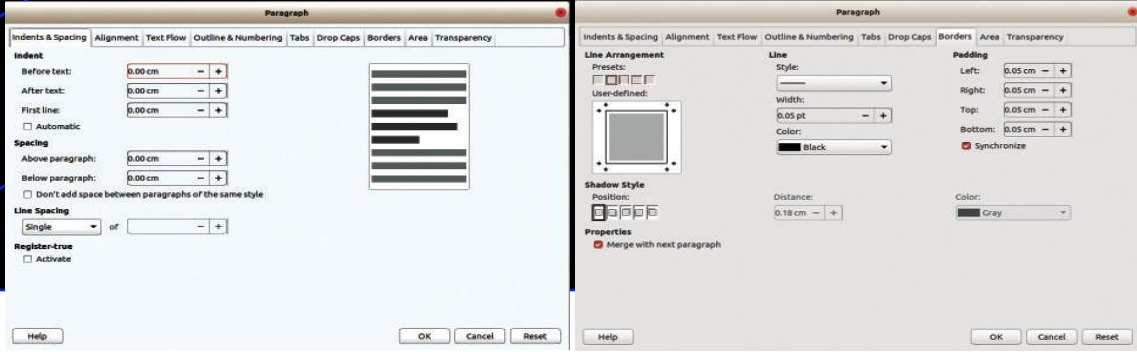 Paragraph
Indents & Spacing Alignment Text Flow Outline & Numbering Tabs Drop Caps Borders Area Transparency
Indent
Before text: 0.00 cm − +
After text: 0.00 cm − +
First line: 0.00 cm − +
Automatic
Spacing
Above paragraph: 0.00 cm − +
Below paragraph: 0.00 cm − +
Don't add space between paragraphs of the same style
Line Spacing
Single of − +
Register-true
Activate
Help OK Cancel Reset
Paragraph
Indents & Spacing Alignment Text Flow Outline & Numbering Tabs Drop Caps Borders Area Transparency
Line Arrangement Line Padding
Presets: Style: Left: 0.05 cm − +
User-defined: Width: Right: 0.05 cm − +
0.05 pt − + Top: 0.05 cm − +
Color: Bottom: 0.05 cm − +
Black Synchronize
Shadow Style
Position: Distance: Color:
0.18 cm − + Gray
Properties
Merge with next paragraph
Help OK Cancel Reset